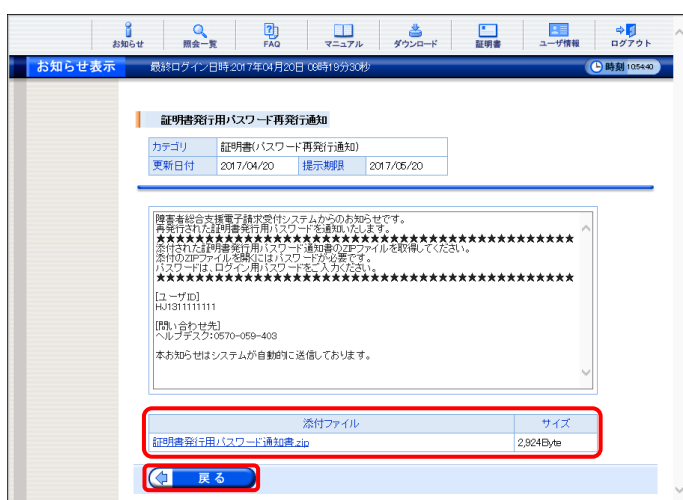 お知らせ 照会一覧 FAQ マニュアル ダウンロード 証明書 ユーザ情報 ログアウト
お知らせ表示 最終ログイン日時:2017年04月20日 09時19分30秒 時刻 10:54:40
証明書発行用パスワード再発行通知
カテゴリ 証明書(パスワード再発行通知)
更新日付 2017/04/20 提示期限 2017/05/20
障害者総合支援電子請求受付システムからのお知らせです。
再発行された証明書発行用パスワードを通知いたします。
★★★★★★★★★★★★★★★★★★★★★★★★★★★★★★★★★★★★★★
添付された証明書発行用パスワード通知書のZIPファイルを取得してください。
添付のZIPファイルを開くにはパスワードが必要です。
パスワードは、ログイン用パスワードをご入力ください。
★★★★★★★★★★★★★★★★★★★★★★★★★★★★★★★★★★★★★★
[ユーザID]
HJ1311111111
[問い合わせ先]
ヘルプデスク:0570-059-403
本お知らせはシステムが自動的に送信しております。
添付ファイル サイズ
証明書発行用パスワード通知書.zip 2,924Byte
戻る